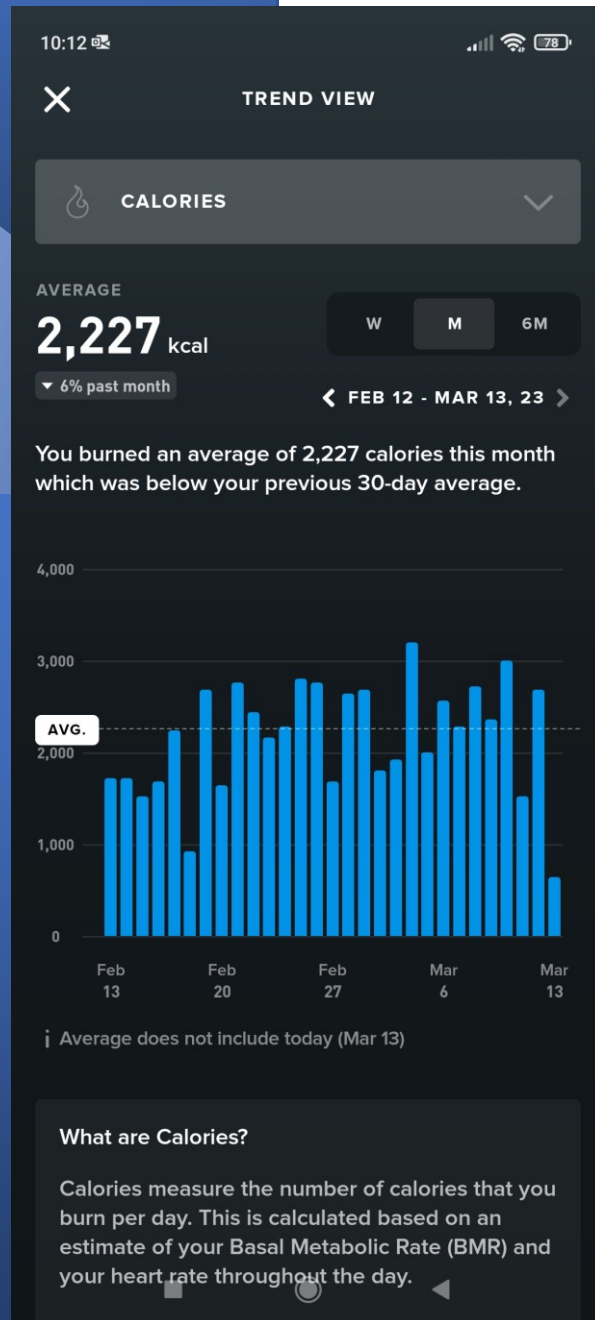 10:12
78
TREND VIEW
CALORIES
AVERAGE
2,227 kcal
6% past month
W M 6M
FEB 12 - MAR 13, 23
You burned an average of 2,227 calories this month
which was below your previous 30-day average.
4,000
3,000
AVG.
2,000
1,000
0
Feb Feb Feb Mar Mar
13 20 27 6 13
i Average does not include today (Mar 13)
What are Calories?
Calories measure the number of calories that you
burn per day. This is calculated based on an
estimate of your Basal Metabolic Rate (BMR) and
your heart rate throughout the day.